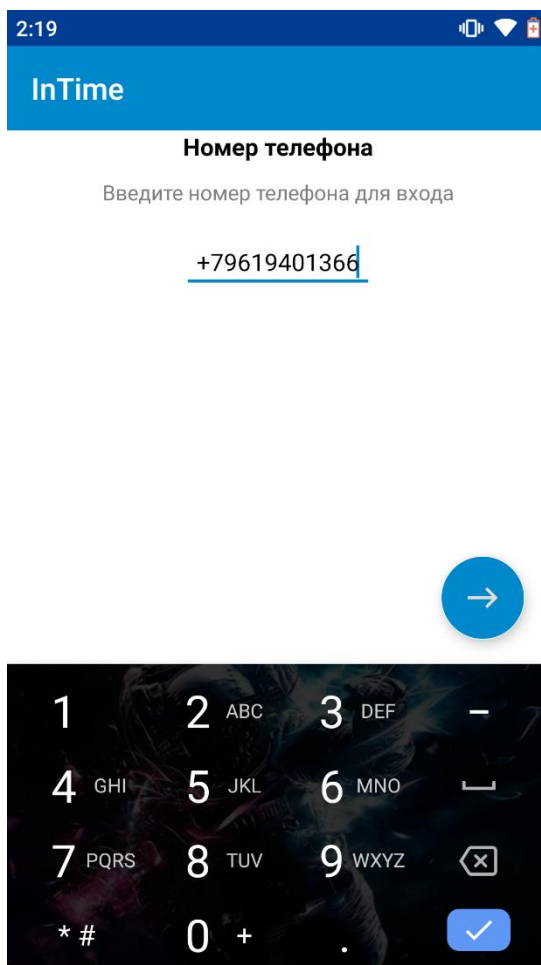 2:19
InTime
Номер телефона
Введите номер телефона для входа
+79619401366
1 2 ABC 3 DEF -
4 GHI 5 JKL 6 MNO
7 PQRS 8 TUV 9 WXYZ
* # 0 + .